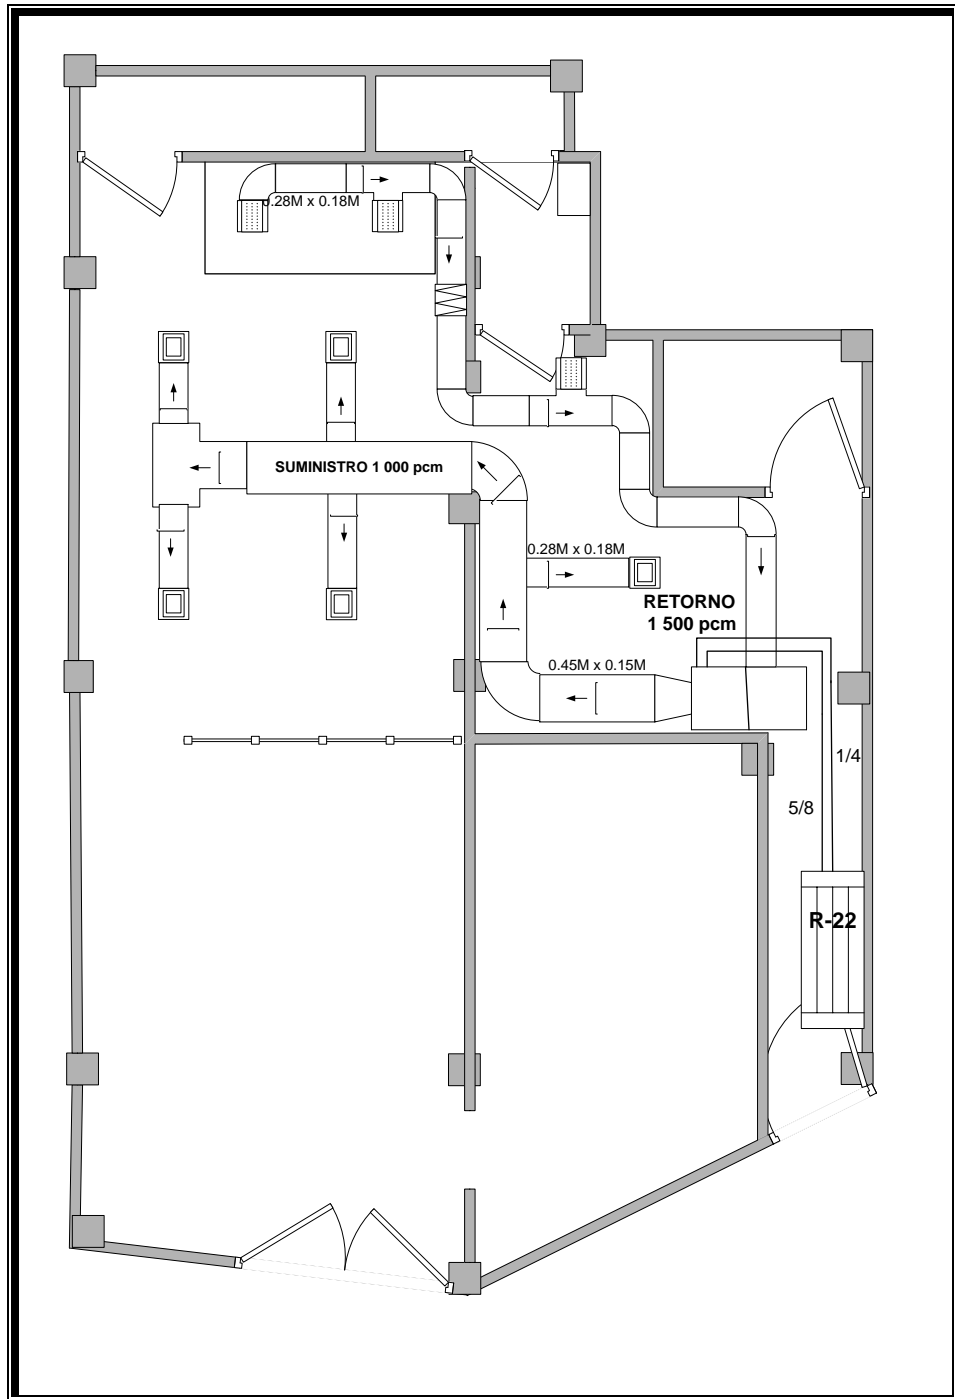 0.28M x 0.18M
SUMINISTRO 1 000 pcm
0.28M x 0.18M
RETORNO
1 500 pcm
0.45M x 0.15M
1/4
5/8
R-22